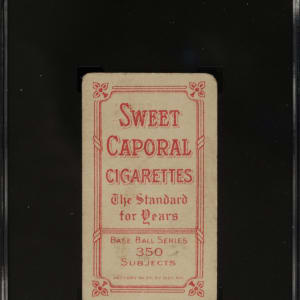 SWEET
CAPORAL
CIGARETTES
The Standard
for Years
BASE BALL SERIES
350
SUBJECTS